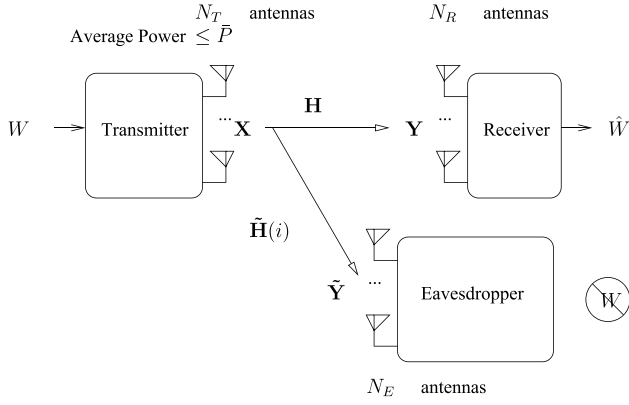 N_T antennas
N_R antennas
Average Power ≤ P̄
W
Transmitter
... X
H
Y ...
Receiver
Ŵ
H̃(i)
Ỹ ...
Eavesdropper
W
N_E antennas